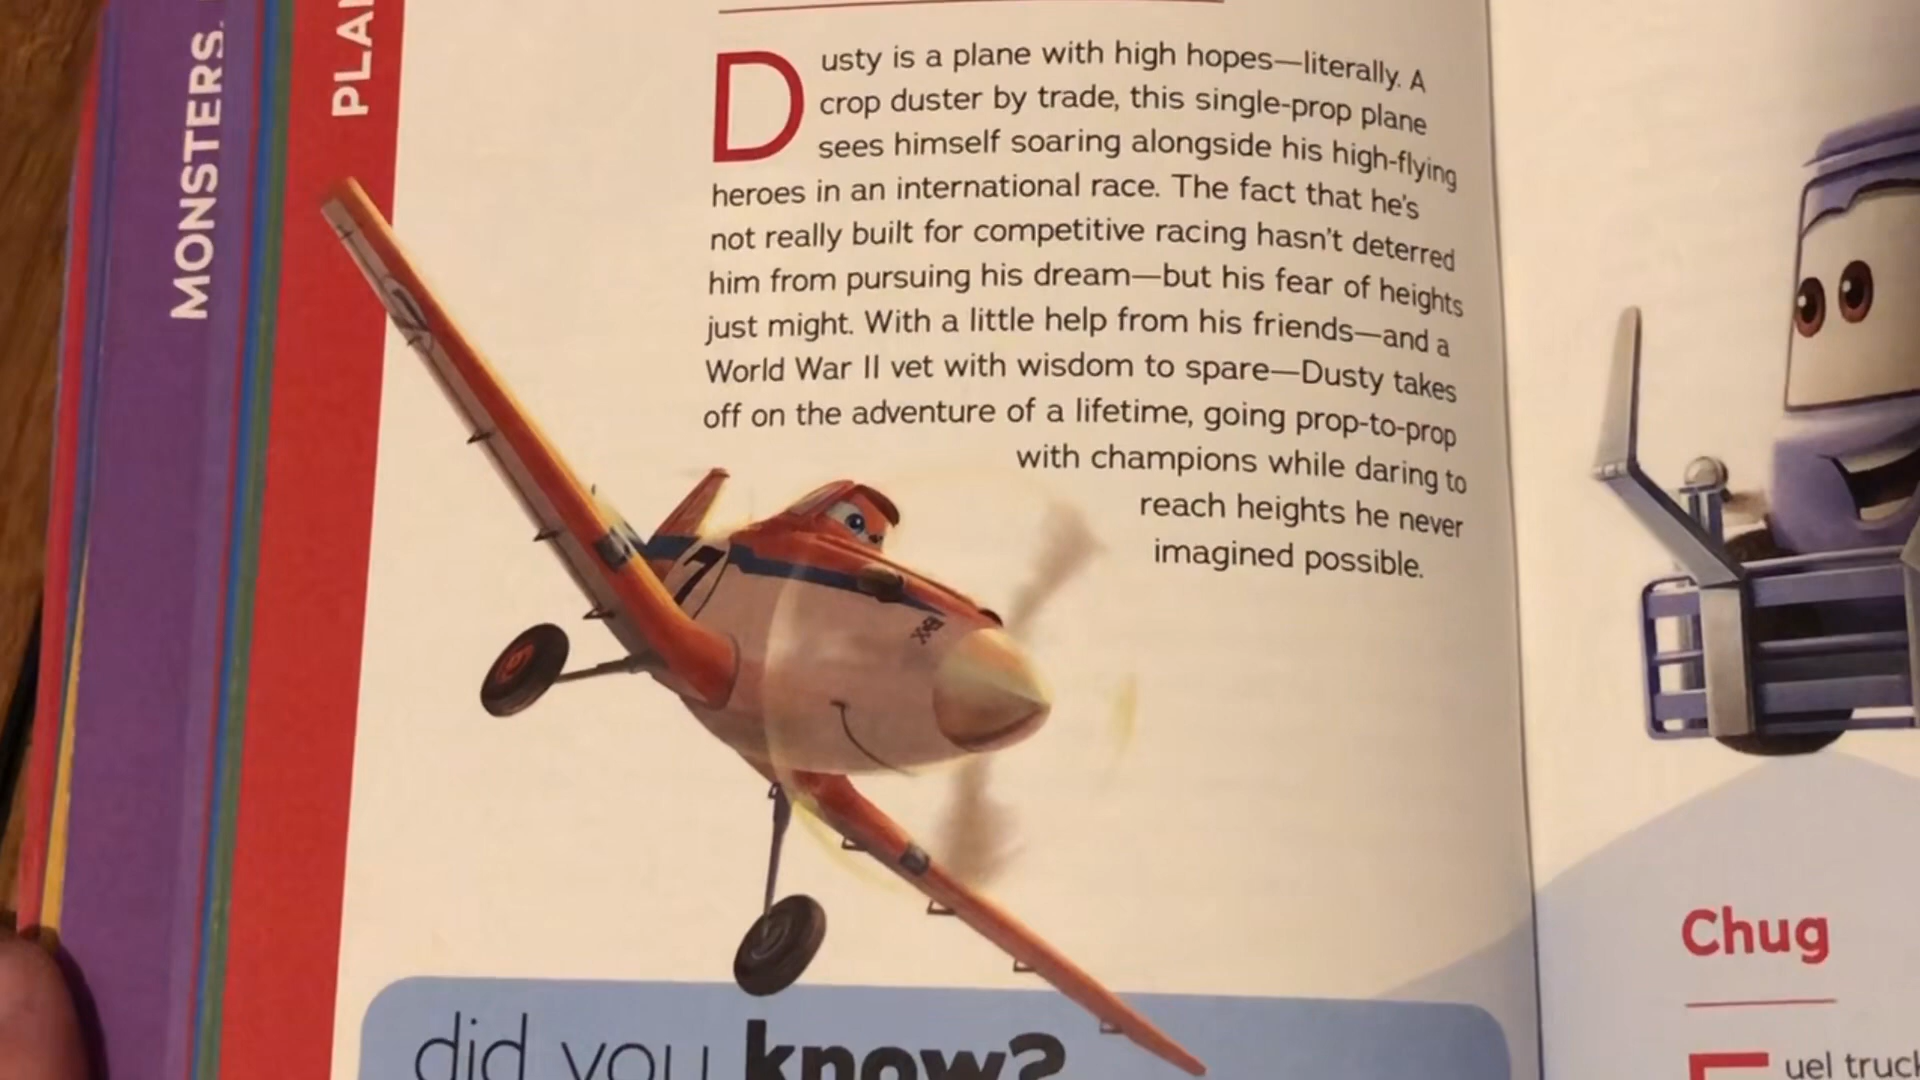 MONSTERS,
PLA
Dusty is a plane with high hopes—literally. A
crop duster by trade, this single-prop plane
sees himself soaring alongside his high-flying
heroes in an international race. The fact that he's
not really built for competitive racing hasn't deterred
him from pursuing his dream—but his fear of heights
just might. With a little help from his friends—and a
World War II vet with wisdom to spare—Dusty takes
off on the adventure of a lifetime, going prop-to-prop
with champions while daring to
reach heights he never
imagined possible.
7
did you know?
Chug
Fuel truck